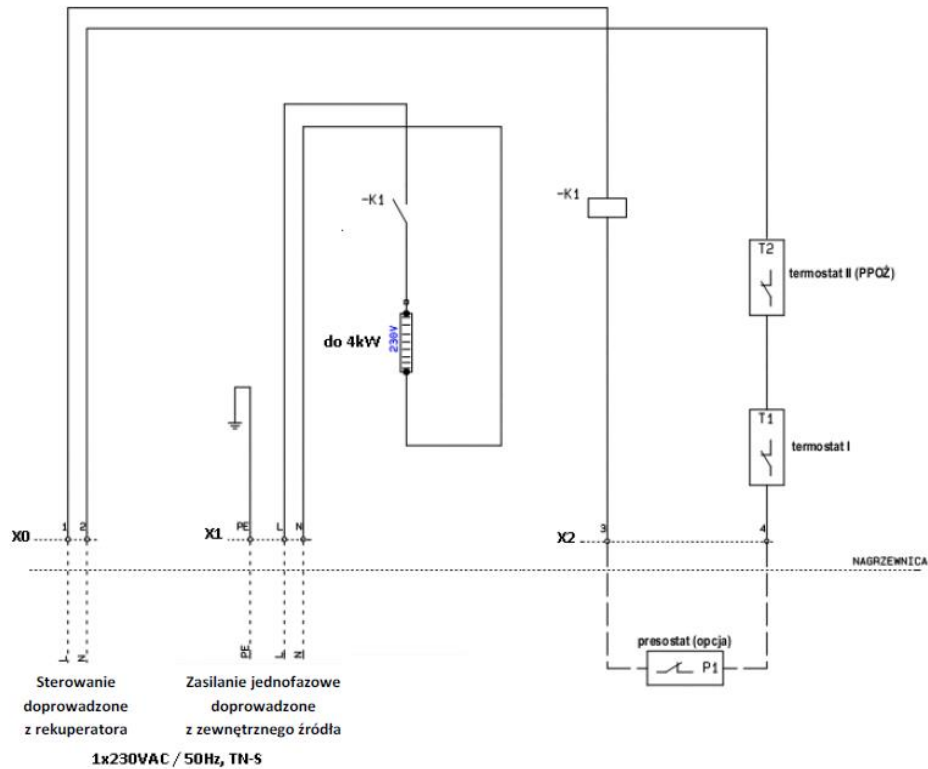 -K1
-K1
T2
termostat II (PPOŻ)
do 4kW
230V
T1
termostat I
X0
1 2
X1
PE L N
X2
3
4
NAGRZEWNICA
presostat (opcja)
P1
L N
PE L N
Sterowanie
doprowadzone
z rekuperatora
Zasilanie jednofazowe
doprowadzone
z zewnętrznego źródła
1x230VAC / 50Hz, TN-S